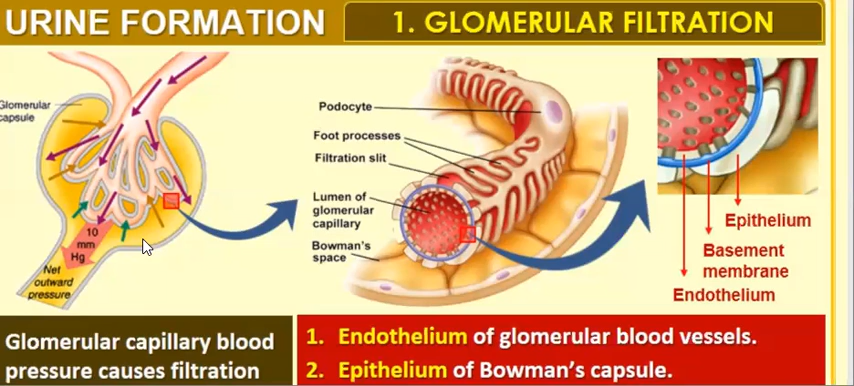 URINE FORMATION
1. GLOMERULAR FILTRATION
Glomerular
capsule
10
mm
Hg
Net
outward
pressure
Podocyte
Foot processes
Filtration slit
Lumen of
glomerular
capillary
Bowman's
space
Epithelium
Basement
membrane
Endothelium
Glomerular capillary blood
pressure causes filtration
1. Endothelium of glomerular blood vessels.
2. Epithelium of Bowman's capsule.